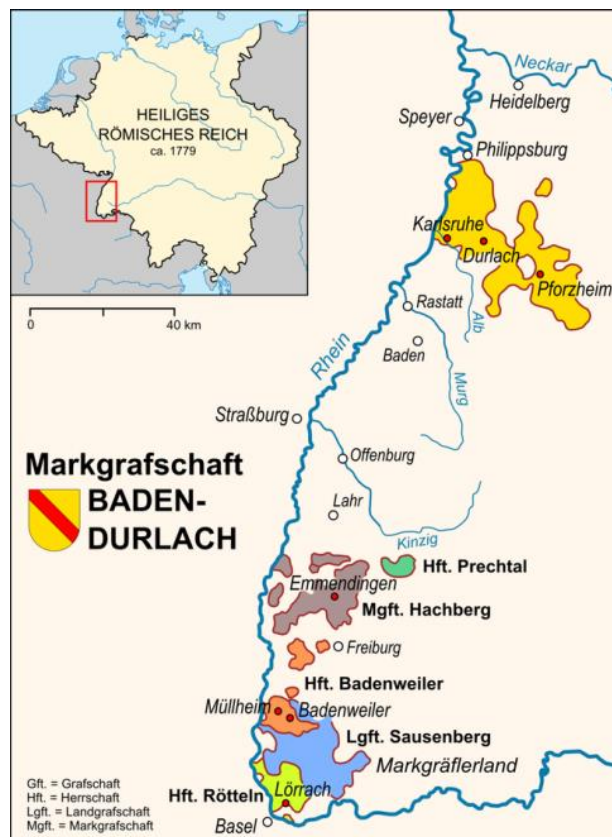 HEILIGES
RÖMISCHES REICH
ca. 1779
0 40 km
Neckar
Heidelberg
Speyer
Philippsburg
Karlsruhe
Durlach
Pforzheim
Rastatt
Alb
Baden
Murg
Rhein
Straßburg
Offenburg
Markgrafschaft
BADEN-
DURLACH
Lahr
Kinzig
Hft. Prechtal
Emmendingen
Mgft. Hachberg
Freiburg
Hft. Badenweiler
Müllheim
Badenweiler
Lgft. Sausenberg
Markgräflerland
Hft. Rötteln
Lörrach
Basel
Gft. = Grafschaft
Hft. = Herrschaft
Lgft. = Landgrafschaft
Mgft. = Markgrafschaft